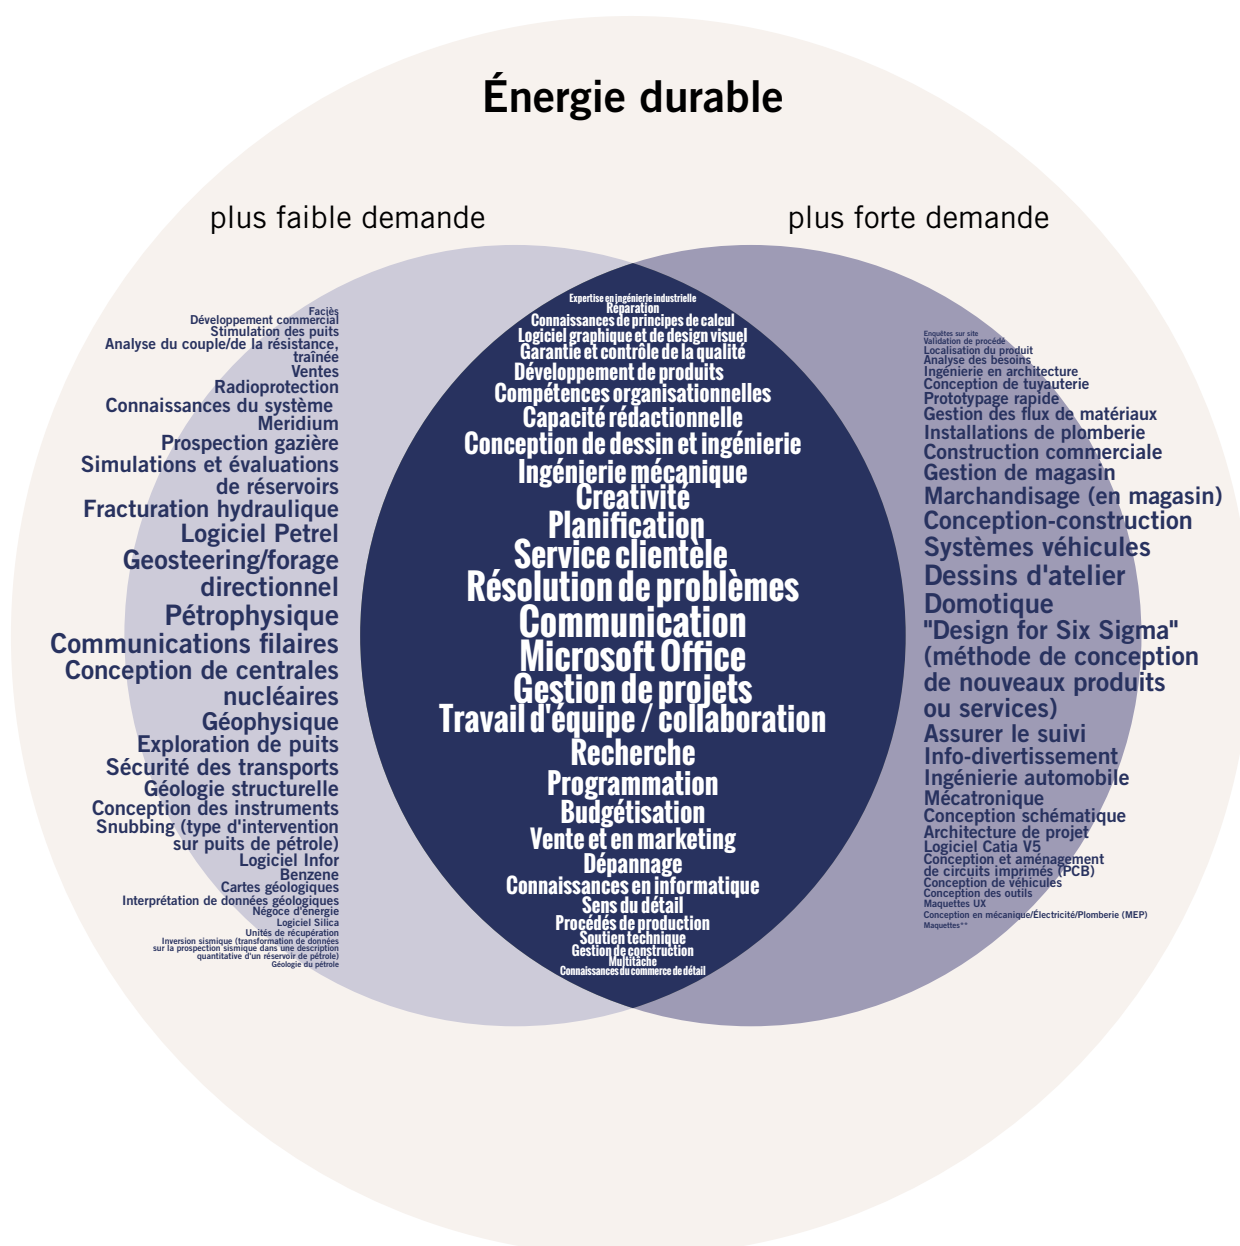 Énergie durable
plus faible demande
plus forte demande
Faciès
Développement commercial
Stimulation des puits
Analyse du couple/de la résistance,
traînée
Ventes
Radioprotection
Connaissances du système
Meridium
Prospection gazière
Simulations et évaluations
de réservoirs
Fracturation hydraulique
Logiciel Petrel
Geosteering/forage
directionnel
Pétrophysique
Communications filaires
Conception de centrales
nucléaires
Géophysique
Exploration de puits
Sécurité des transports
Géologie structurelle
Conception des instruments
Snubbing (type d'intervention
sur puits de pétrole)
Logiciel Infor
Benzene
Cartes géologiques
Interprétation de données géologiques
Négoce d'énergie
Logiciel Silica
Unités de récupération
Inversion sismique (transformation de données
sur la prospection sismique dans une description
quantitative d'un réservoir de pétrole)
Géologie du pétrole
Expertise en ingénierie industrielle
Réparation
Connaissances de principes de calcul
Logiciel graphique et de design visuel
Garantie et contrôle de la qualité
Développement de produits
Compétences organisationnelles
Capacité rédactionnelle
Conception de dessin et ingénierie
Ingénierie mécanique
Creativité
Planification
Service clientèle
Résolution de problèmes
Communication
Microsoft Office
Gestion de projets
Travail d'équipe / collaboration
Recherche
Programmation
Budgétisation
Vente et en marketing
Dépannage
Connaissances en informatique
Sens du détail
Procédés de production
Soutien technique
Gestion de construction
Multitâche
Connaissances du commerce de détail
Enquêtes sur site
Validation de procédé
Localisation du produit
Analyse des besoins
Ingénierie en architecture
Conception de tuyauterie
Prototypage rapide
Gestion des flux de matériaux
Installations de plomberie
Construction commerciale
Gestion de magasin
Marchandisage (en magasin)
Conception-construction
Systèmes véhicules
Dessins d'atelier
Domotique
"Design for Six Sigma"
(méthode de conception
de nouveaux produits
ou services)
Assurer le suivi
Info-divertissement
Ingénierie automobile
Mécatronique
Conception schématique
Architecture de projet
Logiciel Catia V5
Conception et aménagement
de circuits imprimés (PCB)
Conception de véhicules
Conception des outils
Maquettes UX
Conception en mécanique/Électricité/Plomberie (MEP)
Maquettes**